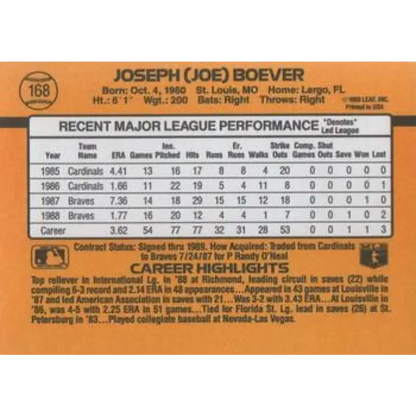 168
JOSEPH (JOE) BOEVER
Born: Oct. 4, 1960 St. Louis, MO Home: Largo, FL
Ht.: 6'1" Wgt.: 200 Bats: Right Throws: Right
© 1988 LEAF, INC.
Printed in USA
RECENT MAJOR LEAGUE PERFORMANCE "Denotes" Led League
Year Team Name ERA Games Inn. Pitched Hits Runs Er. Runs Walks Strike Outs Comp. Games Shut Outs Save Won Lost
1985 Cardinals 4.41 13 16 17 8 8 4 20 0 0 0 0 0
1986 Cardinals 1.66 11 22 19 5 4 11 8 0 0 0 0 1
1987 Braves 7.36 14 18 29 15 15 12 18 0 0 0 1 0
1988 Braves 1.77 16 20 12 4 4 1 7 0 0 1 0 2
Career 3.62 54 77 77 32 28 53 0 0 1 1 3
Contract Status: Signed thru 1989. How Acquired: Traded from Cardinals
to Braves 7/24/87 for P Randy O'Neal
CAREER HIGHLIGHTS
Top reliever in International Lg. in '88 at Richmond, leading circuit in saves (22) while
compiling 6-3 record and 2.14 ERA in 48 appearances...Appeared in 43 games at Louisville in
'87 and led American Association in saves with 21...Was 3-2 with 3.43 ERA...At Louisville
in '86, was 4-5 with 2.25 ERA in 51 games...Tied for Florida St. Lg. lead in saves (26) at St.
Petersburg in '83...Played collegiate baseball at Nevada-Las Vegas.